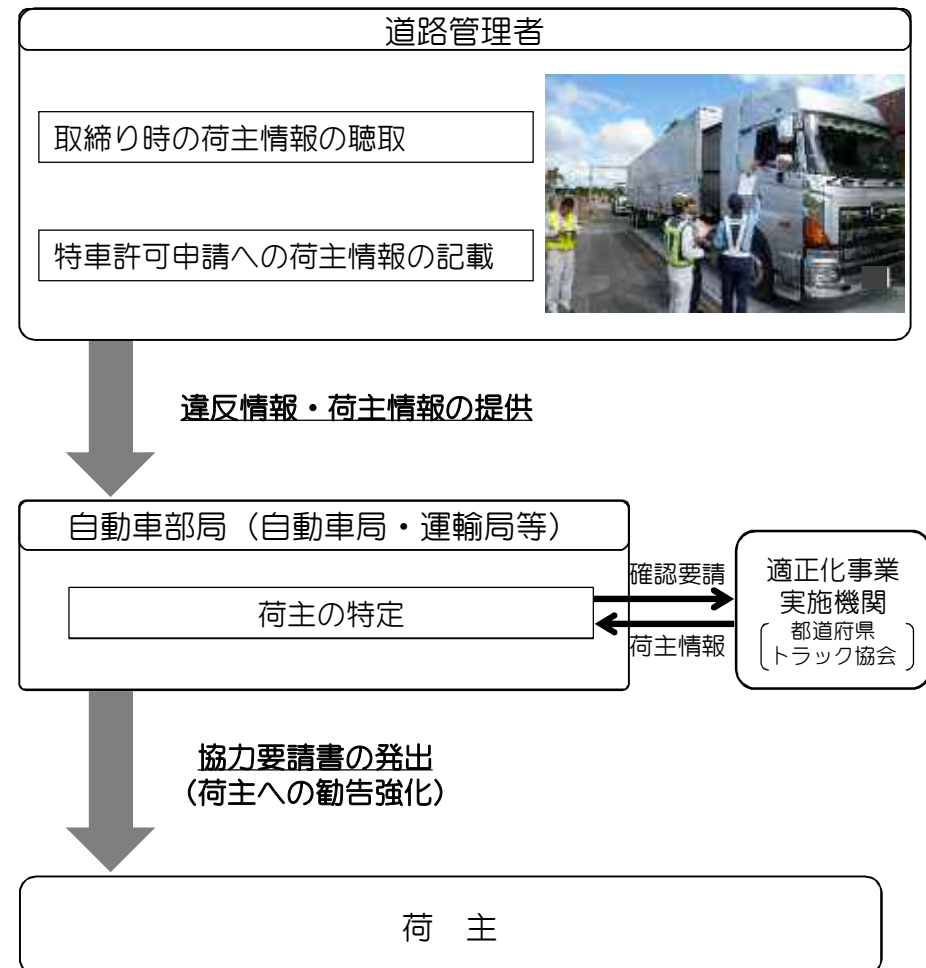 道路管理者
取締り時の荷主情報の聴取
特車許可申請への荷主情報の記載
違反情報・荷主情報の提供
自動車部局（自動車局・運輸局等）
荷主の特定
確認要請
荷主情報
適正化事業
実施機関
都道府県
トラック協会
協力要請書の発出
（荷主への勧告強化）
荷　主